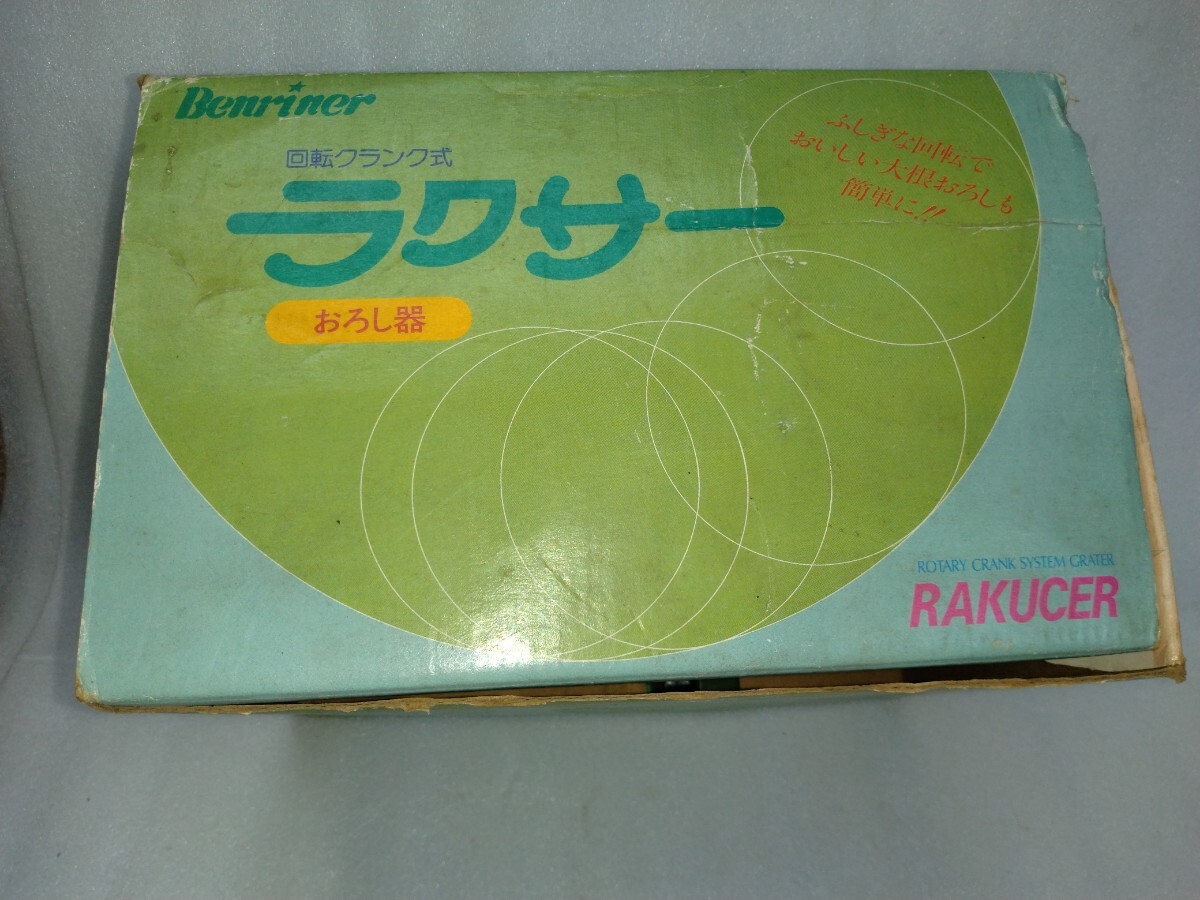 Benriner
回転クランク式
ラクサー
おろし器
ふしぎな回転で
おいしい大根おろしも
簡単に!!
ROTARY CRANK SYSTEM GRATER
RAKUCER